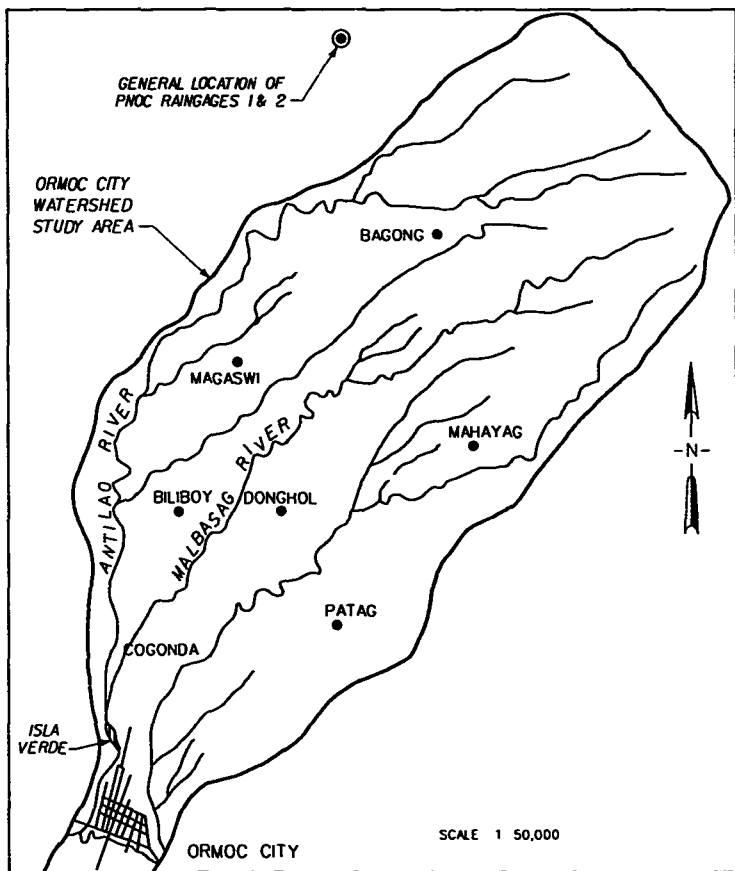 GENERAL LOCATION OF
PNOC RAINGAGES 1 & 2
ORMOC CITY
WATERSHED
STUDY AREA
BAGONG
MAGASWI
ANTILAO RIVER
MALBASAG RIVER
MAHAYAG
-N-
BILIBOY
DONGHOL
PATAG
COGONDA
ISLA
VERDE
ORMOC CITY
SCALE 1 50,000